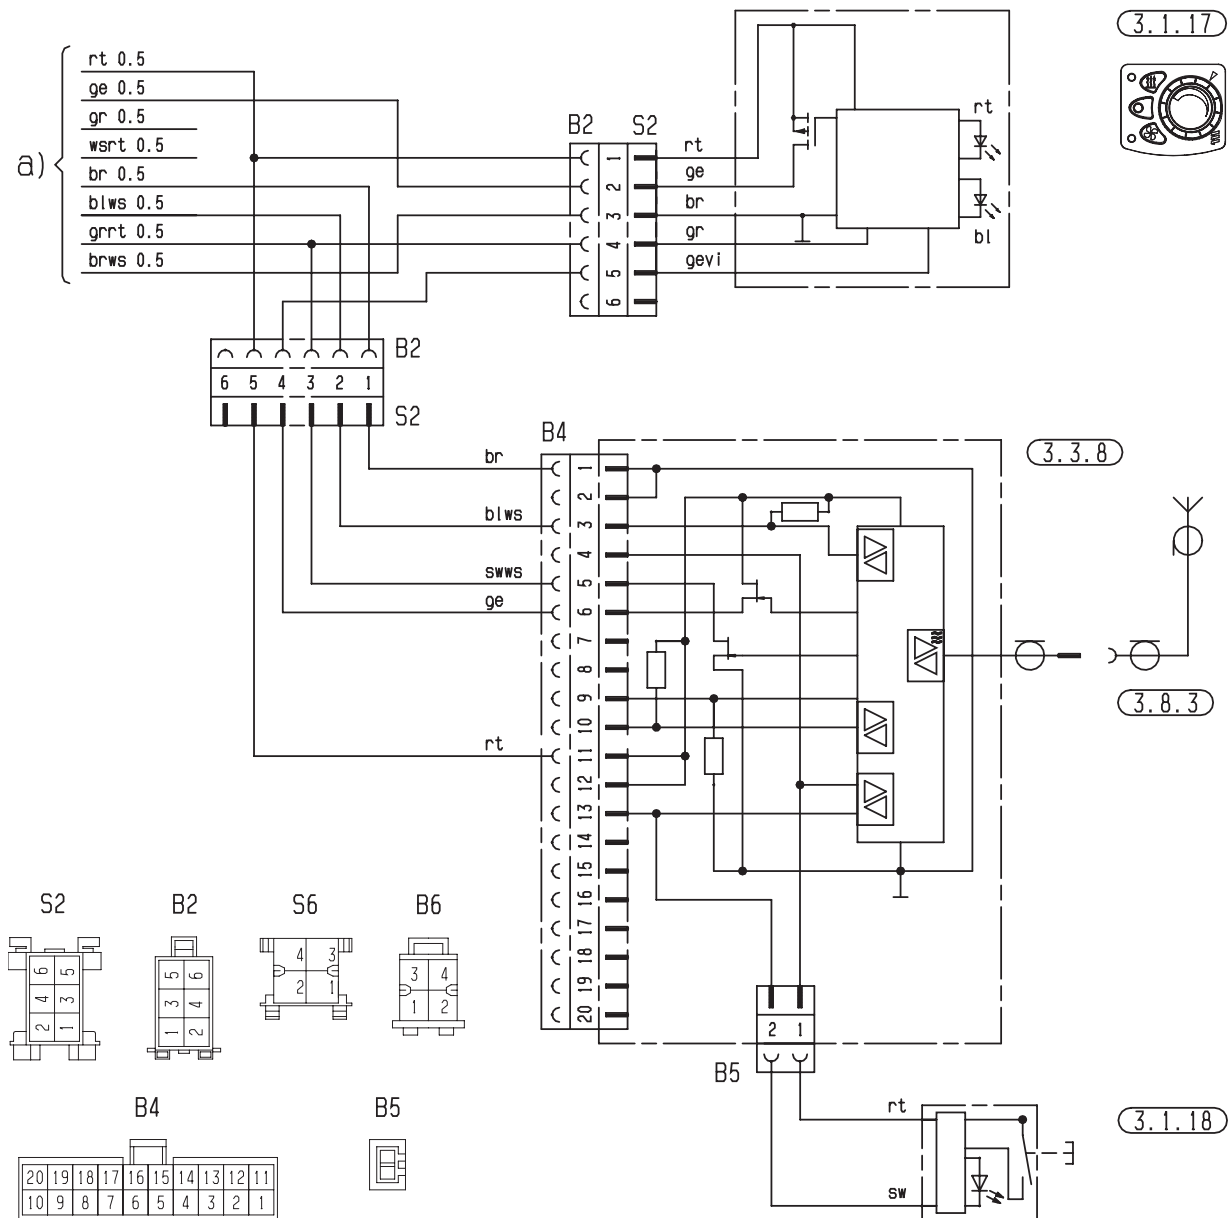 3.1.17
rt 0.5
ge 0.5
gr 0.5
wsrt 0.5
br 0.5
blws 0.5
grrt 0.5
brws 0.5
a)
B2 S2
1
2
3
4
5
6
rt
ge
br
gr
gevi
rt
bl
B2
6 5 4 3 2 1
S2
B4
br
blws
swws
ge
rt
1
2
3
4
5
6
7
8
9
10
11
12
13
14
15
16
17
18
19
20
3.3.8
3.8.3
2 1
B5
rt
sw
3.1.18
S2 B2 S6 B6
6 5
4 3
2 1
5 6
3 4
1 2
4 3
2 1
3 4
1 2
B4 B5
20 19 18 17 16 15 14 13 12 11
10 9 8 7 6 5 4 3 2 1